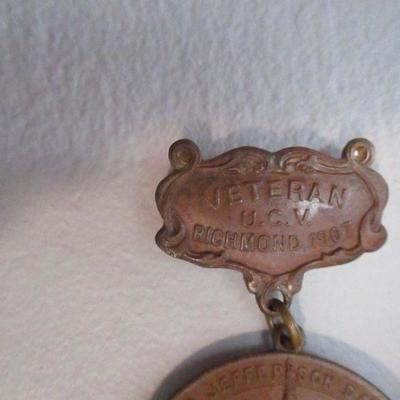 VETERAN
U.C.V.
RICHMOND, 1907
JEFFERSON